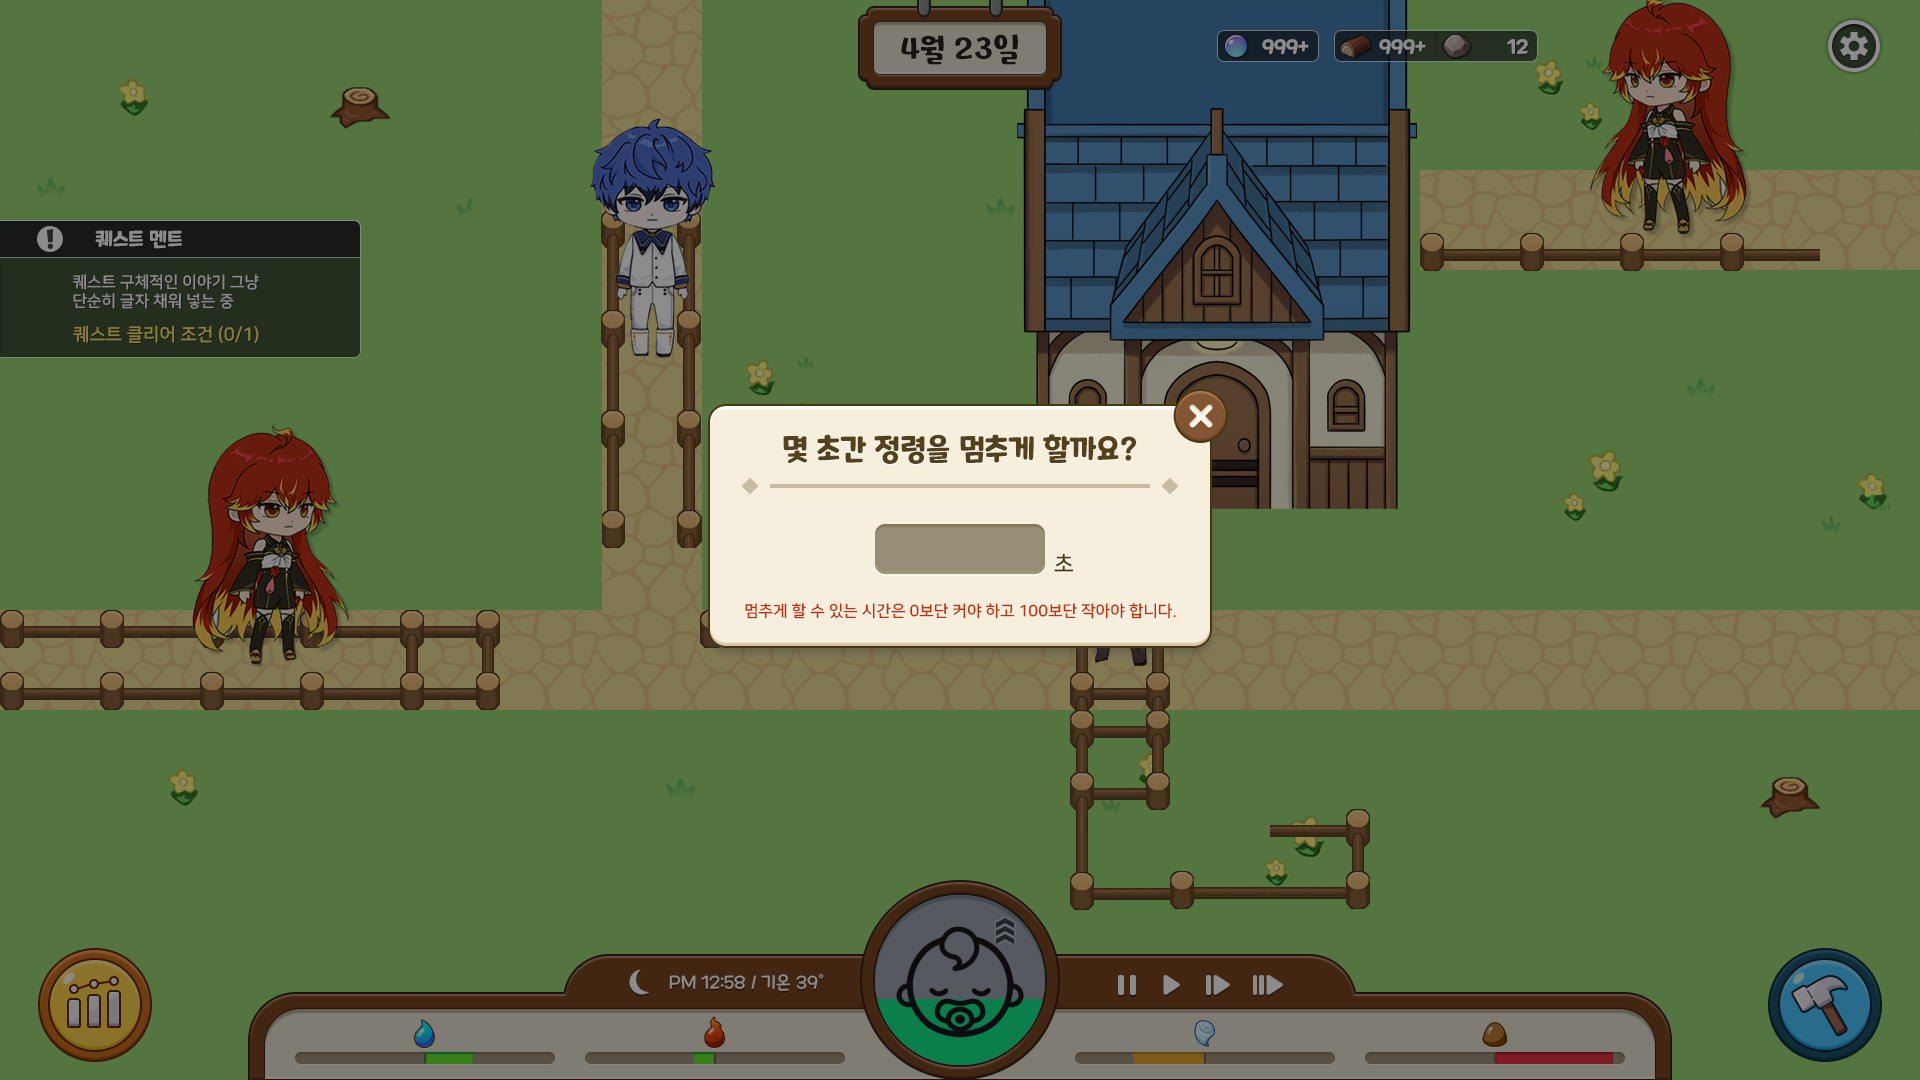 4월 23일
999+
999+
12
퀘스트 멘트
퀘스트 구체적인 이야기 그냥
단순히 글자 채워 넣는 중
퀘스트 클리어 조건 (0/1)
몇 초간 정령을 멈추게 할까요?
초
멈추게 할 수 있는 시간은 0보단 커야 하고 100보단 작아야 합니다.
PM 12:58 / 기온 39°